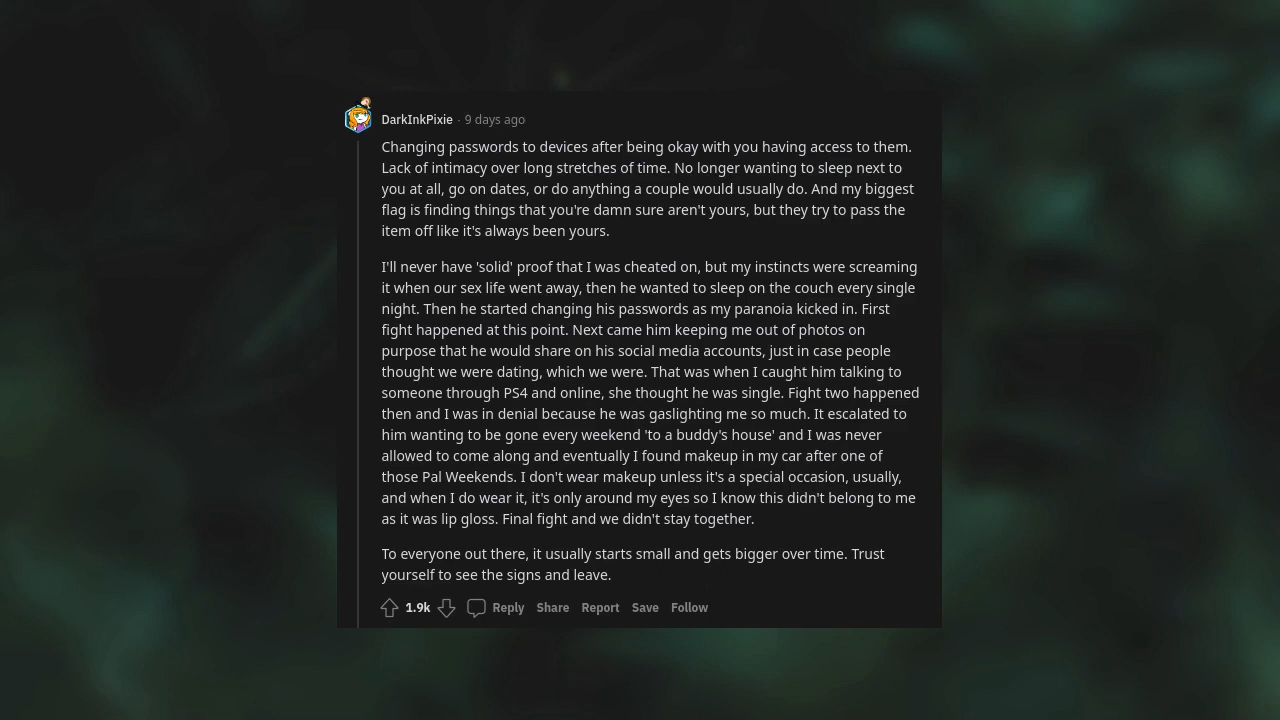 DarkInkPixie · 9 days ago
Changing passwords to devices after being okay with you having access to them.
Lack of intimacy over long stretches of time. No longer wanting to sleep next to
you at all, go on dates, or do anything a couple would usually do. And my biggest
flag is finding things that you're damn sure aren't yours, but they try to pass the
item off like it's always been yours.
I'll never have 'solid' proof that I was cheated on, but my instincts were screaming
it when our sex life went away, then he wanted to sleep on the couch every single
night. Then he started changing his passwords as my paranoia kicked in. First
fight happened at this point. Next came him keeping me out of photos on
purpose that he would share on his social media accounts, just in case people
thought we were dating, which we were. That was when I caught him talking to
someone through PS4 and online, she thought he was single. Fight two happened
then and I was in denial because he was gaslighting me so much. It escalated to
him wanting to be gone every weekend 'to a buddy's house' and I was never
allowed to come along and eventually I found makeup in my car after one of
those Pal Weekends. I don't wear makeup unless it's a special occasion, usually,
and when I do wear it, it's only around my eyes so I know this didn't belong to me
as it was lip gloss. Final fight and we didn't stay together.
To everyone out there, it usually starts small and gets bigger over time. Trust
yourself to see the signs and leave.
1.9k Reply Share Report Save Follow